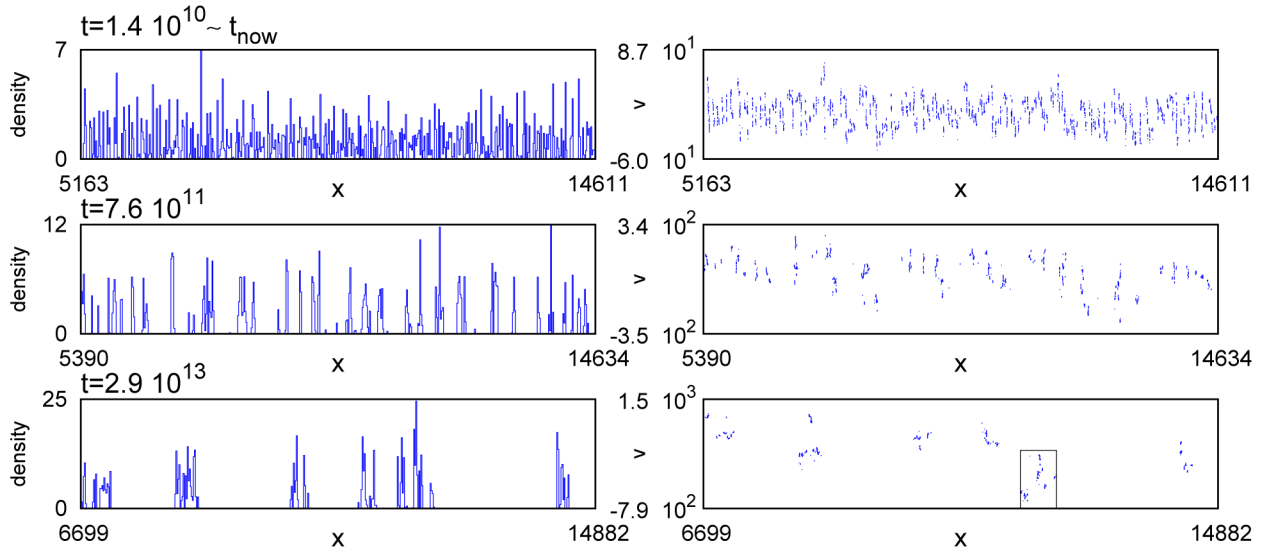 t=1.4 10^10 ~ t_now
7
density
0
5163 x 14611
8.7 10^1
v
-6.0 10^1
5163 x 14611
t=7.6 10^11
12
density
0
5390 x 14634
3.4 10^2
v
-3.5 10^2
5390 x 14634
t=2.9 10^13
25
density
0
6699 x 14882
1.5 10^3
v
-7.9 10^2
6699 x 14882